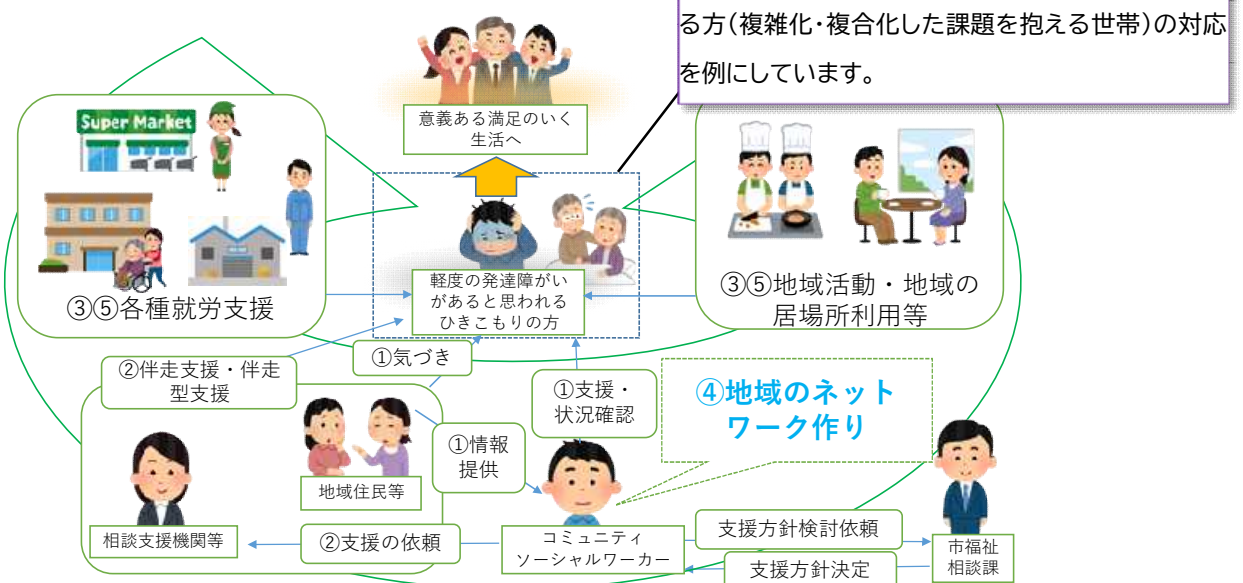 る方(複雑化・複合化した課題を抱える世帯)の対応
を例にしています。
意義ある満足のいく
生活へ
Super Market
③⑤各種就労支援
軽度の発達障がい
があると思われる
ひきこもりの方
③⑤地域活動・地域の
居場所利用等
②伴走支援・伴走
型支援
①気づき
①支援・
状況確認
④地域のネット
ワーク作り
①情報
提供
地域住民等
相談支援機関等
②支援の依頼
コミュニティ
ソーシャルワーカー
支援方針検討依頼
支援方針決定
市福祉
相談課